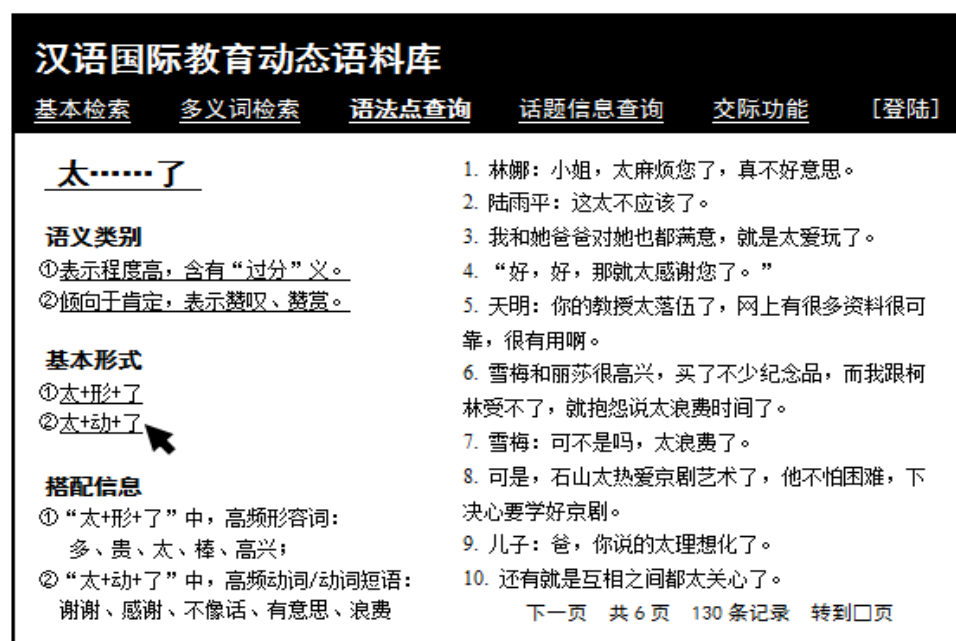 汉语国际教育动态语料库
基本检索 多义词检索 语法点查询 话题信息查询 交际功能 [登陆]
太……了
语义类别
①表示程度高，含有“过分”义。
②倾向于肯定，表示赞叹、赞赏。
基本形式
①太+形+了
②太+动+了
搭配信息
①“太+形+了”中，高频形容词：
多、贵、太、棒、高兴；
②“太+动+了”中，高频动词/动词短语：
谢谢、感谢、不像话、有意思、浪费
1. 林娜：小姐，太麻烦您了，真不好意思。
2. 陆雨平：这太不应该了。
3. 我和她爸爸对她也都满意，就是太爱玩了。
4. “好，好，那就太感谢您了。”
5. 天明：你的教授太落伍了，网上有很多资料很可
靠，很有用啊。
6. 雪梅和丽莎很高兴，买了不少纪念品，而我跟柯
林受不了，就抱怨说太浪费时间了。
7. 雪梅：可不是吗，太浪费了。
8. 可是，石山太热爱京剧艺术了，他不怕困难，下
决心要学好京剧。
9. 儿子：爸，你说的太理想化了。
10. 还有就是互相之间都太关心了。
下一页 共 6 页 130 条记录 转到□页